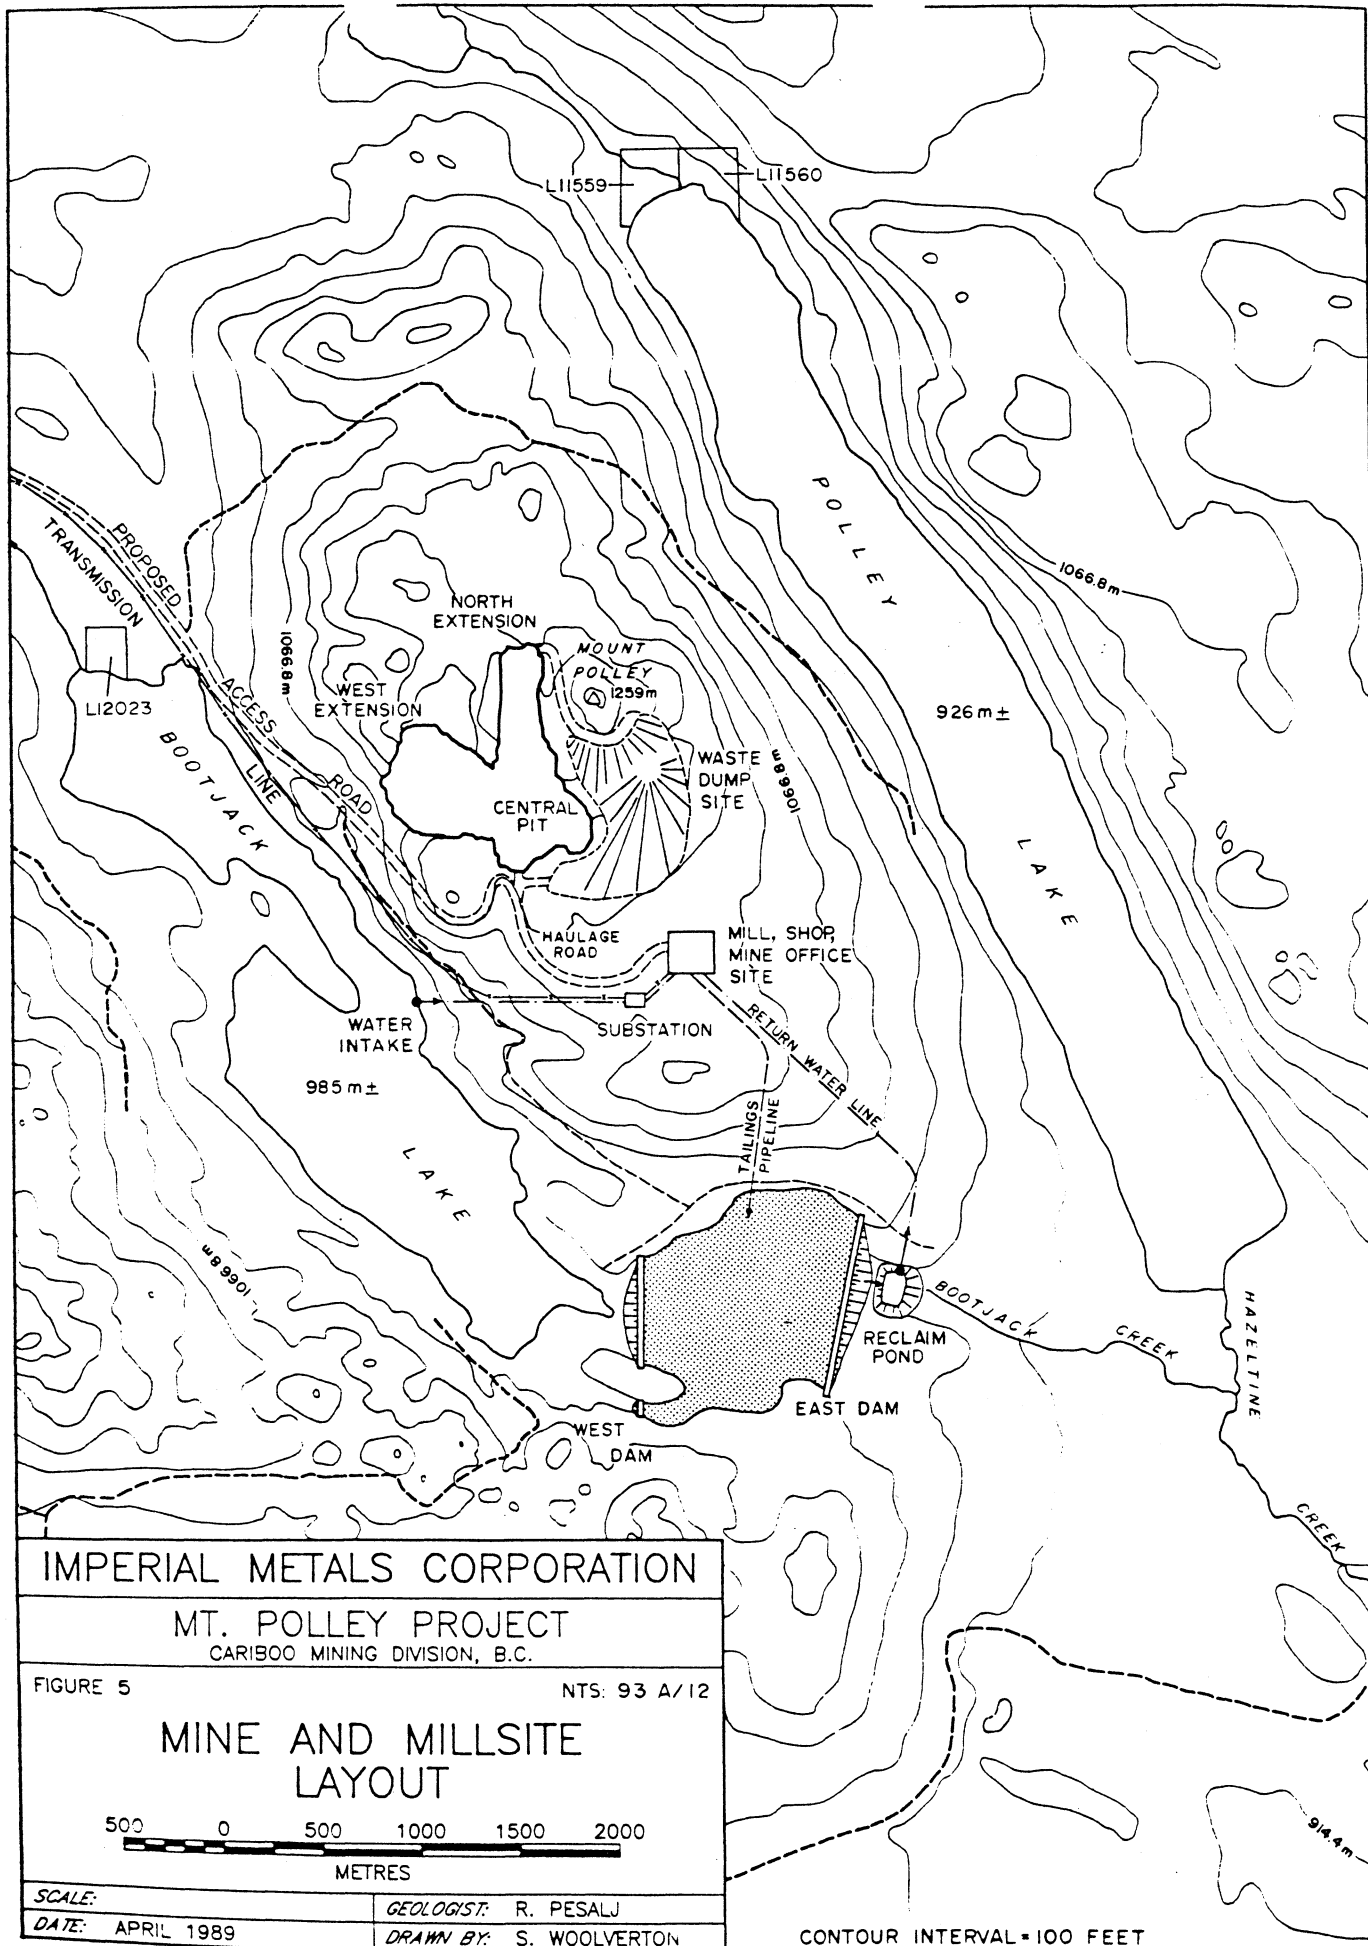 L11559
L11560
POLLEY
LAKE
1066.8m
926m±
PROPOSED
ACCESS
ROAD
TRANSMISSION
LINE
NORTH
EXTENSION
MOUNT
POLLEY
1259m
1066.8m
WEST
EXTENSION
L12023
BOOTJACK
LAKE
WASTE
DUMP
SITE
1066.8m
CENTRAL
PIT
HAULAGE
ROAD
MILL, SHOP,
MINE OFFICE
SITE
WATER
INTAKE
SUBSTATION
RETURN WATER LINE
985m±
TAILINGS
PIPELINE
1066.8m
BOOTJACK
CREEK
HAZELTINE
CREEK
RECLAIM
POND
EAST DAM
WEST
DAM
914.4m
IMPERIAL METALS CORPORATION
MT. POLLEY PROJECT
CARIBOO MINING DIVISION, B.C.
FIGURE 5
NTS: 93 A/12
MINE AND MILLSITE
LAYOUT
500 0 500 1000 1500 2000
METRES
SCALE:
GEOLOGIST: R. PESALJ
DATE: APRIL 1989
DRAWN BY: S. WOOLVERTON
CONTOUR INTERVAL = 100 FEET